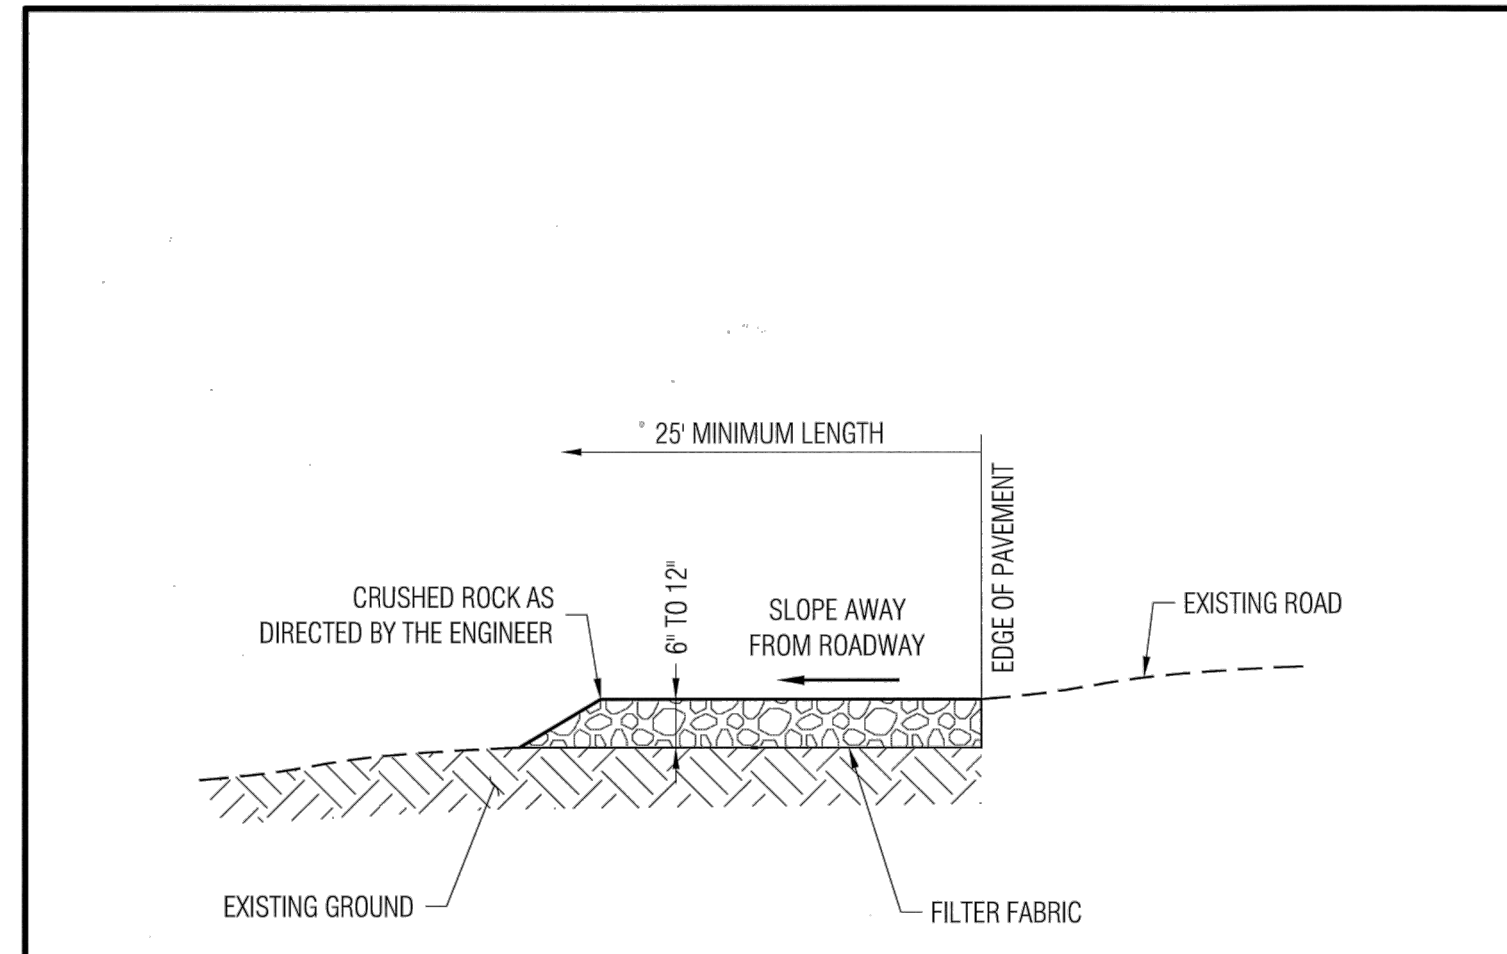 25' MINIMUM LENGTH
EDGE OF PAVEMENT
6" TO 12"
CRUSHED ROCK AS
DIRECTED BY THE ENGINEER
SLOPE AWAY
FROM ROADWAY
EXISTING ROAD
EXISTING GROUND
FILTER FABRIC